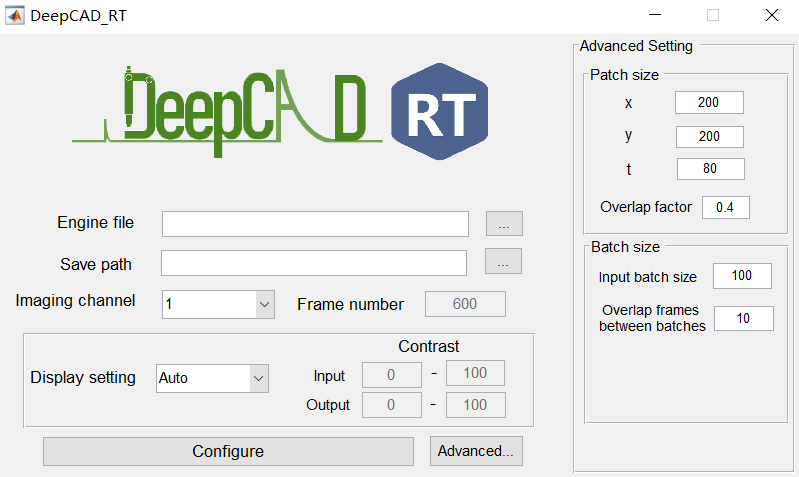 DeepCAD_RT
DeepCAD RT
Engine file
...
Save path
...
Imaging channel 1 Frame number 600
Display setting Auto
Contrast
Input 0 - 100
Output 0 - 100
Configure Advanced...
Advanced Setting
Patch size
x 200
y 200
t 80
Overlap factor 0.4
Batch size
Input batch size 100
Overlap frames
between batches 10